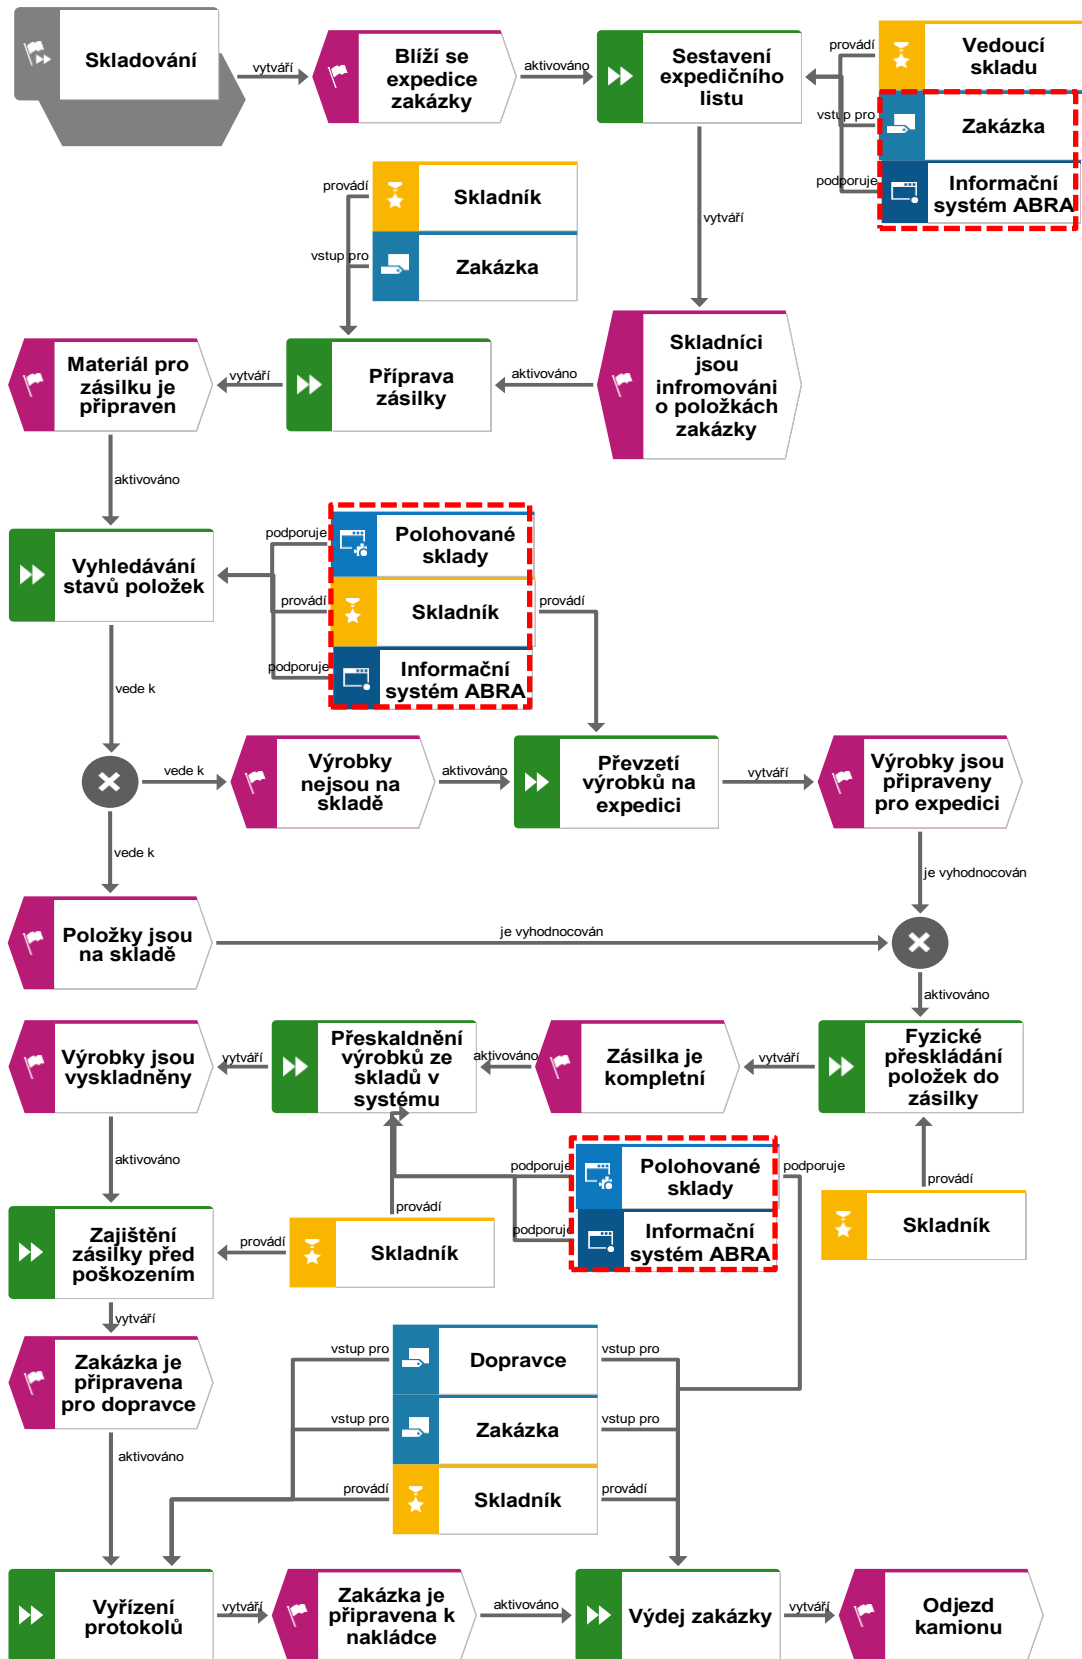 Skladování
vytváří
Blíží se
expedice
zakázky
aktivováno
Sestavení
expedičního
listu
provádí
Vedoucí
skladu
vstup pro
Zakázka
podporuje
Informační
systém ABRA
provádí
Skladník
vstup pro
Zakázka
vytváří
Materiál pro
zásilku je
připraven
vytváří
Příprava
zásilky
aktivováno
Skladníci
jsou
infromováni
o položkách
zakázky
aktivováno
Vyhledávání
stavů položek
podporuje
Polohované
sklady
provádí
Skladník
provádí
podporuje
Informační
systém ABRA
vede k
vede k
Výrobky
nejsou na
skladě
aktivováno
Převzetí
výrobků na
expedici
vytváří
Výrobky jsou
připraveny
pro expedici
vede k
je vyhodnocován
Položky jsou
na skladě
je vyhodnocován
aktivováno
Výrobky jsou
vyskladněny
vytváří
Přeskaldnění
výrobků ze
skladů v
systému
aktivováno
Zásilka je
kompletní
vytváří
Fyzické
přeskládání
položek do
zásilky
aktivováno
podporuje
Polohované
sklady
podporuje
provádí
Skladník
provádí
podporuje
Informační
systém ABRA
Zajištění
zásilky před
poškozením
provádí
Skladník
vytváří
Zakázka je
připravena
pro dopravce
vstup pro
Dopravce
vstup pro
vstup pro
Zakázka
vstup pro
aktivováno
provádí
Skladník
provádí
Vyřízení
protokolů
vytváří
Zakázka je
připravena k
nakládce
aktivováno
Výdej zakázky
vytváří
Odjezd
kamionu